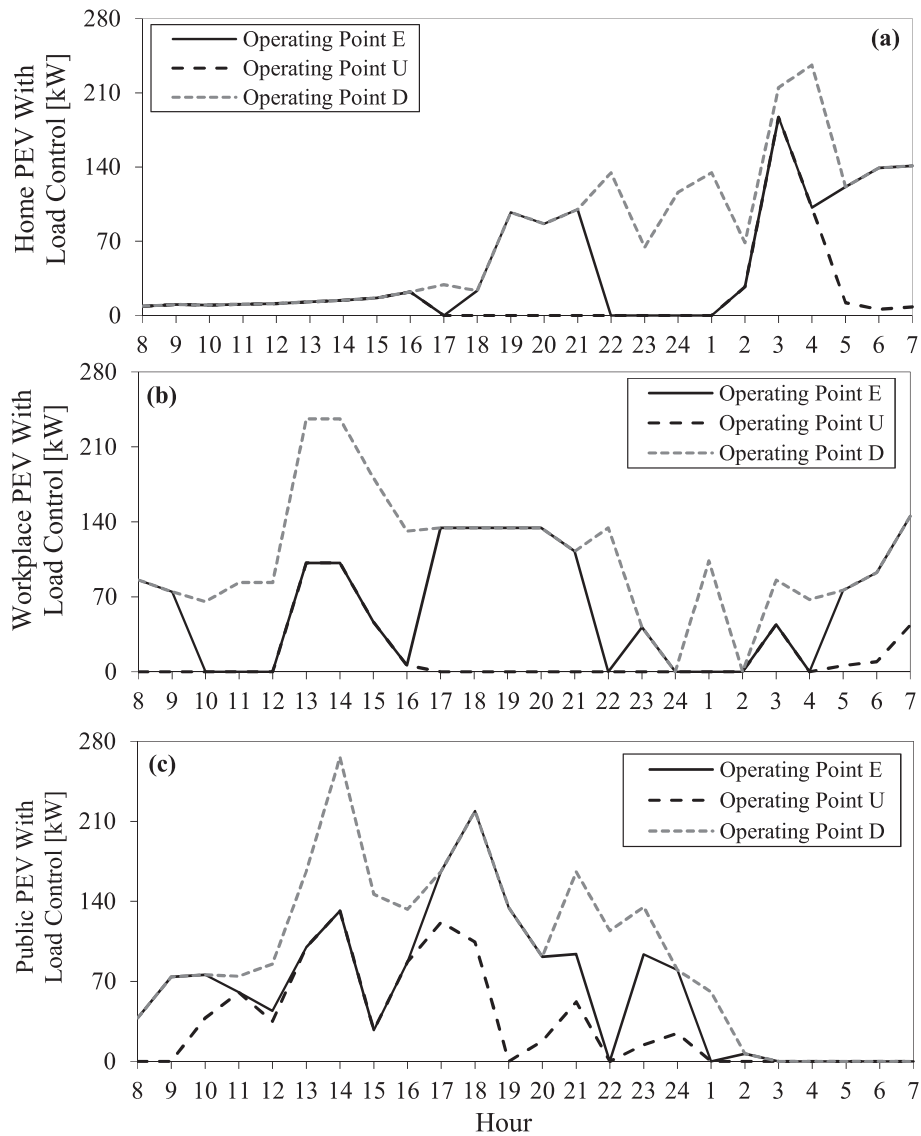 280
210
140
70
0
Home PEV With
Load Control [kW]
Operating Point E
Operating Point U
Operating Point D
(a)
8 9 10 11 12 13 14 15 16 17 18 19 20 21 22 23 24 1 2 3 4 5 6 7
280
210
140
70
0
Workplace PEV With
Load Control [kW]
(b)
Operating Point E
Operating Point U
Operating Point D
8 9 10 11 12 13 14 15 16 17 18 19 20 21 22 23 24 1 2 3 4 5 6 7
280
210
140
70
0
Public PEV With
Load Control [kW]
(c)
Operating Point E
Operating Point U
Operating Point D
8 9 10 11 12 13 14 15 16 17 18 19 20 21 22 23 24 1 2 3 4 5 6 7
Hour